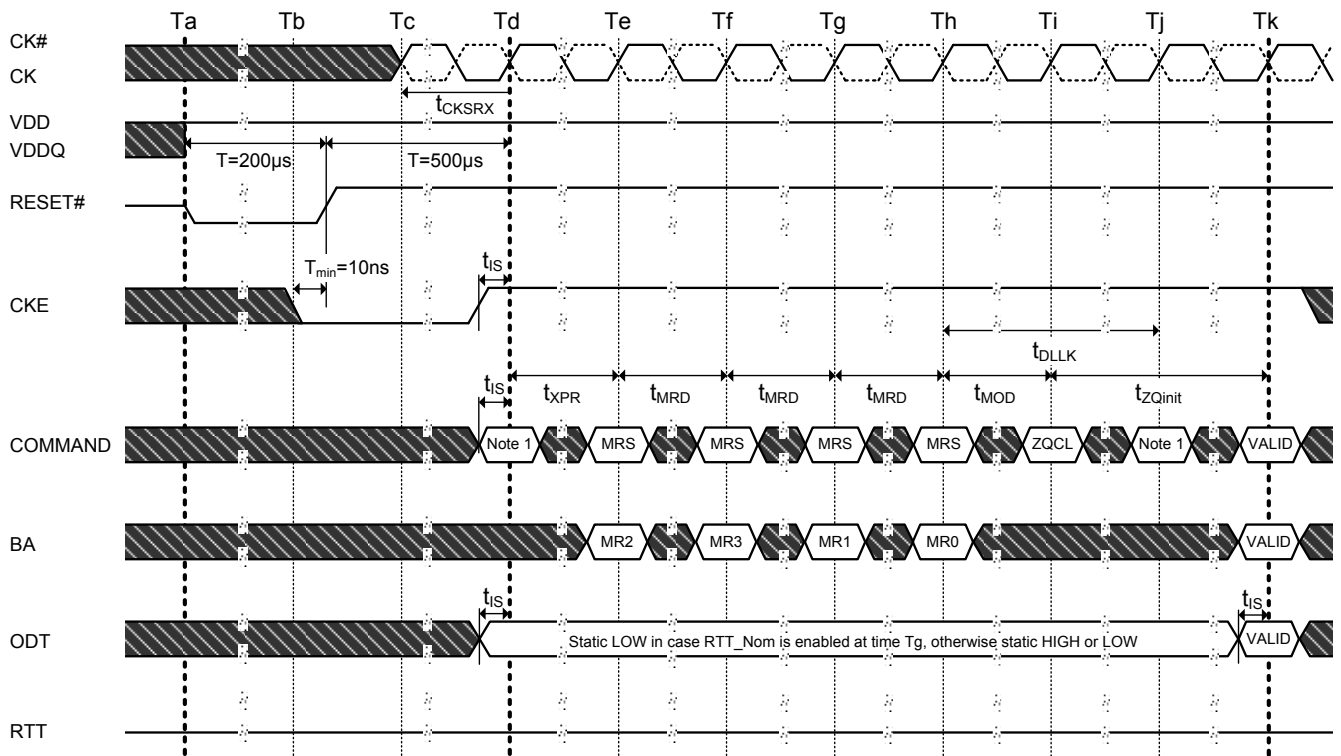 Ta Tb Tc Td Te Tf Tg Th Ti Tj Tk
CK#
CK
tCKSRX
VDD
VDDQ
T=200µs T=500µs
RESET#
Tmin=10ns tIS
CKE
tDLLK
tIS tXPR tMRD tMRD tMRD tMOD tZQinit
COMMAND Note 1 MRS MRS MRS MRS ZQCL Note 1 VALID
BA MR2 MR3 MR1 MR0 VALID
tIS tIS
ODT Static LOW in case RTT_Nom is enabled at time Tg, otherwise static HIGH or LOW VALID
RTT